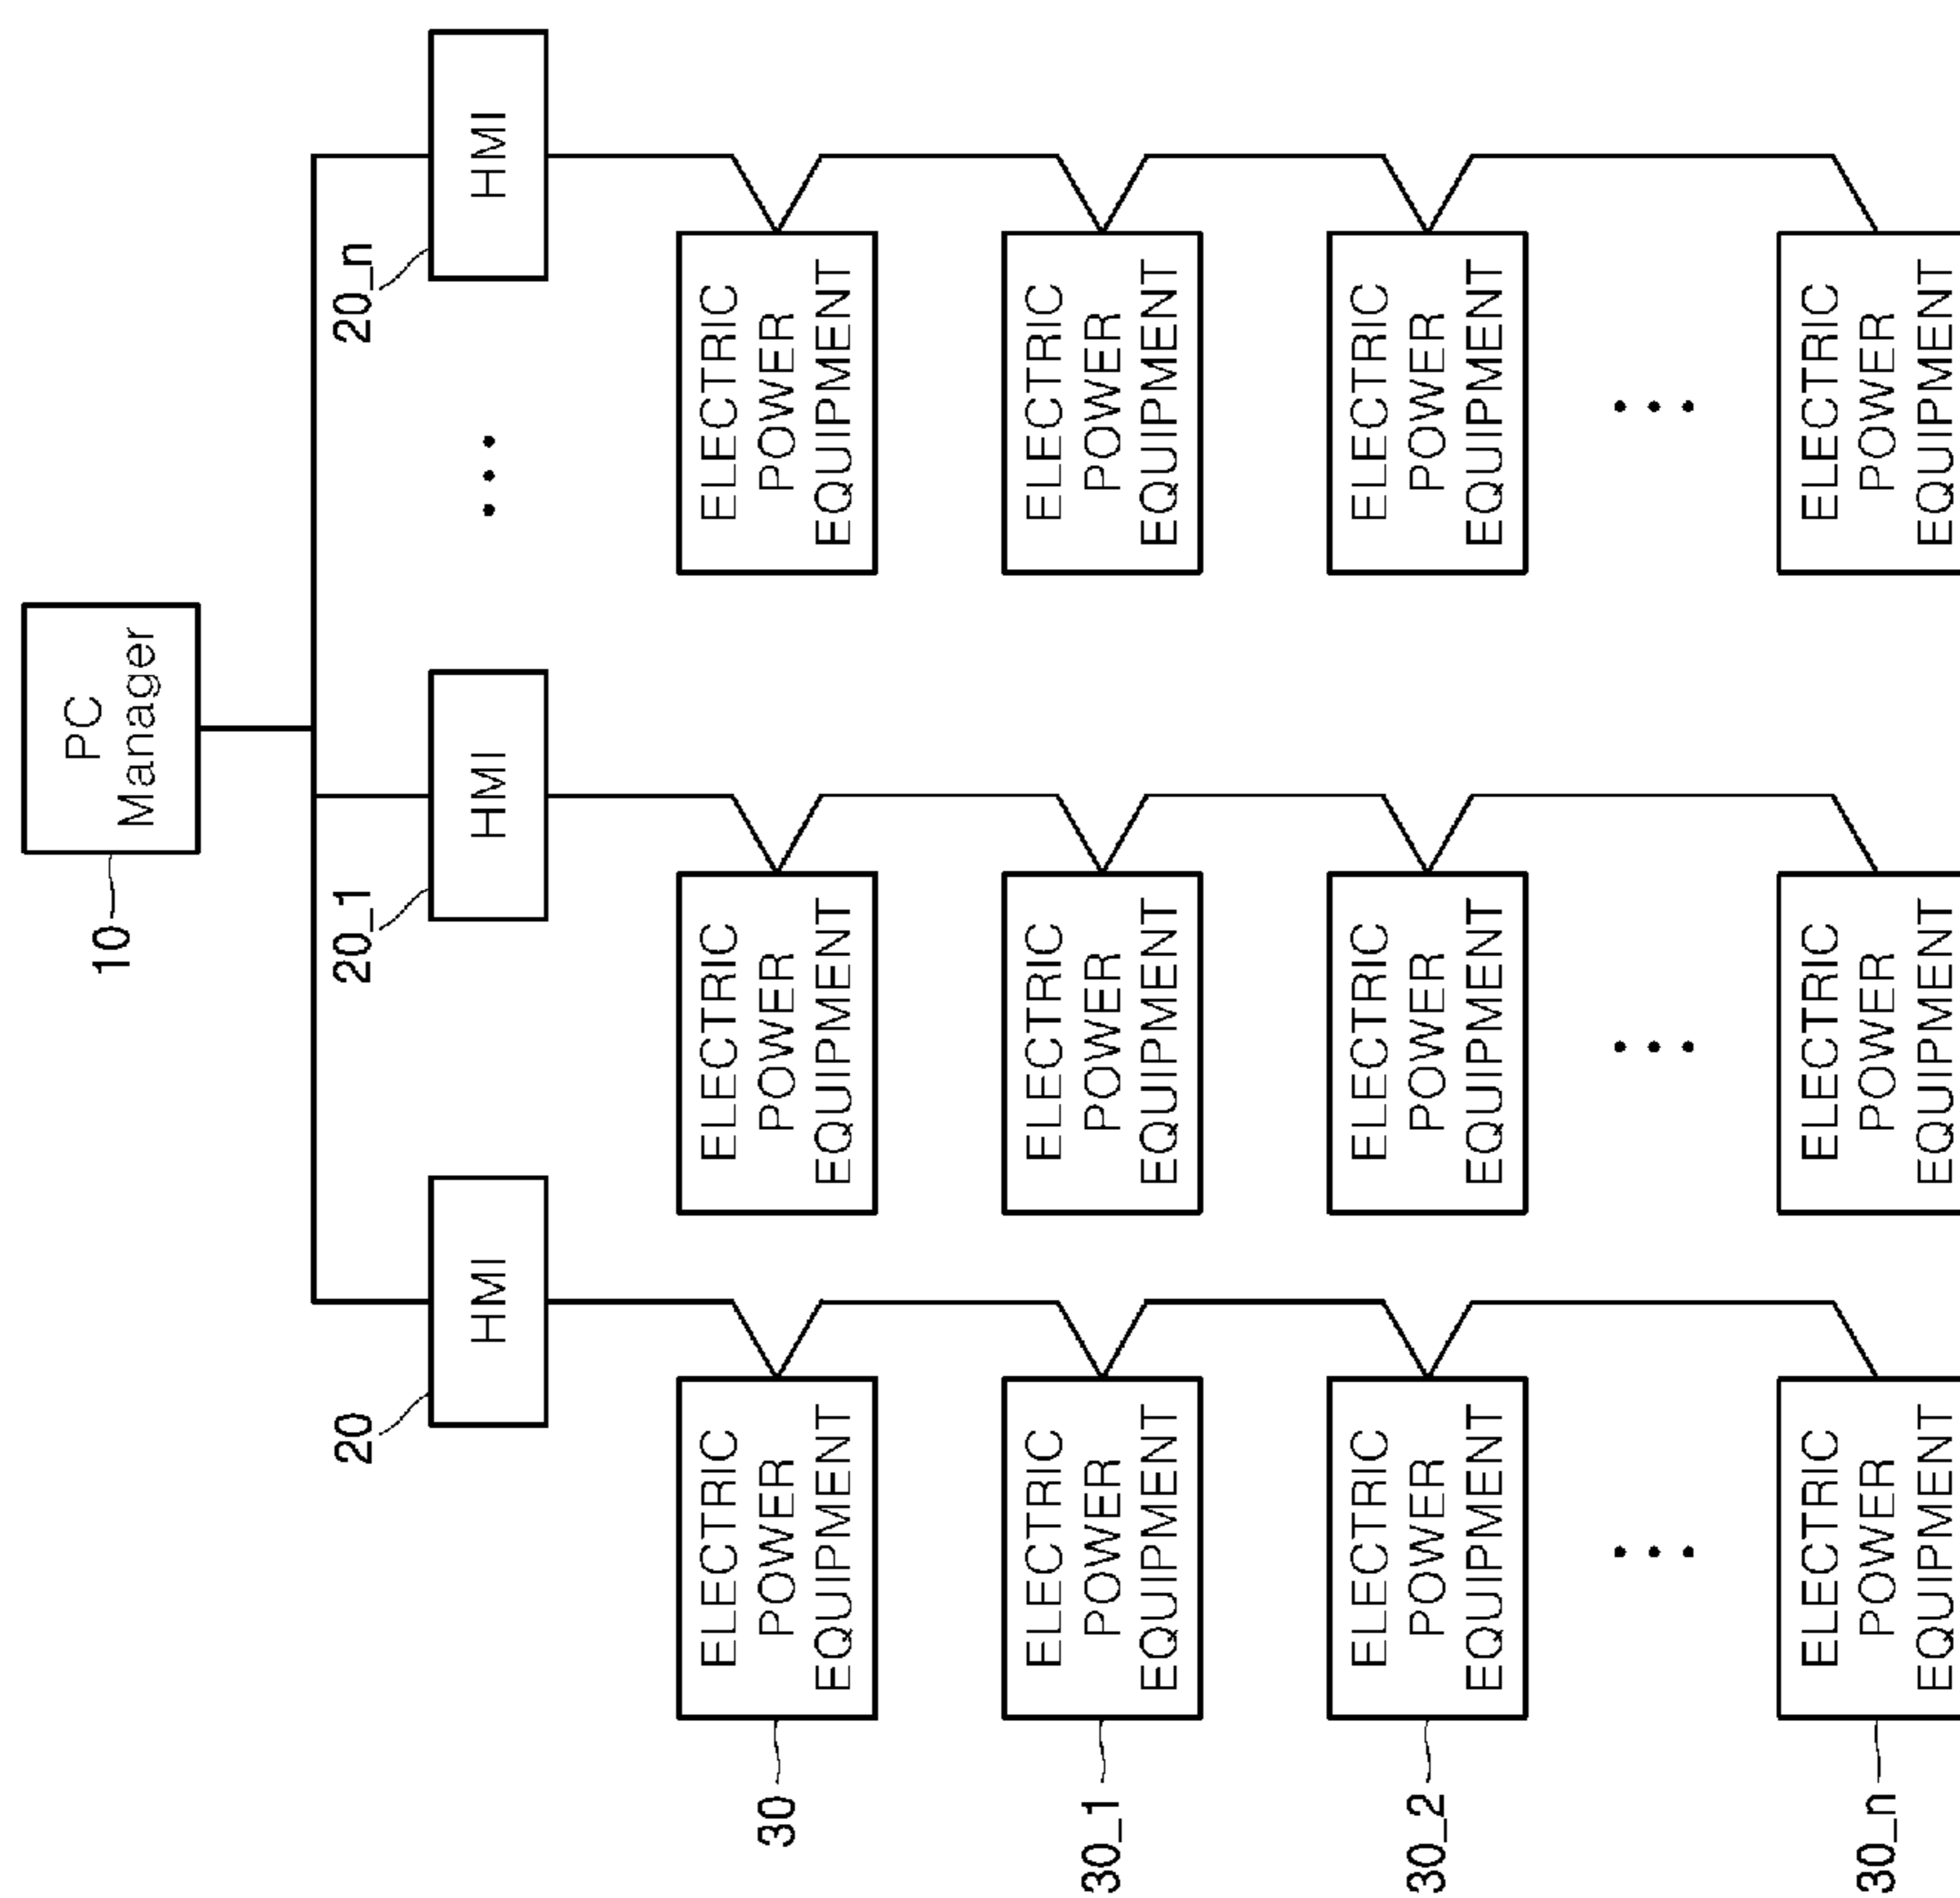 10
PC
Manager
20
20_1
20_n
HMI
HMI
• • •
HMI
30
ELECTRIC
POWER
EQUIPMENT
ELECTRIC
POWER
EQUIPMENT
ELECTRIC
POWER
EQUIPMENT
30_1
ELECTRIC
POWER
EQUIPMENT
ELECTRIC
POWER
EQUIPMENT
ELECTRIC
POWER
EQUIPMENT
30_2
ELECTRIC
POWER
EQUIPMENT
ELECTRIC
POWER
EQUIPMENT
ELECTRIC
POWER
EQUIPMENT
• • •
• • •
• • •
30_n
ELECTRIC
POWER
EQUIPMENT
ELECTRIC
POWER
EQUIPMENT
ELECTRIC
POWER
EQUIPMENT